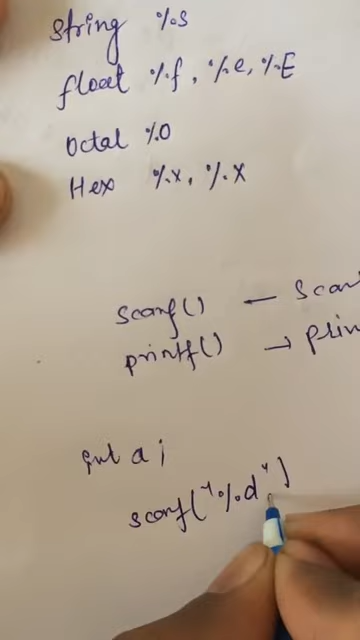 string %s
float %f, %e, %E
Octal %O
Hex %x, %X
scanf() ← Scan
printf() → prin
int a;
scanf("%d")